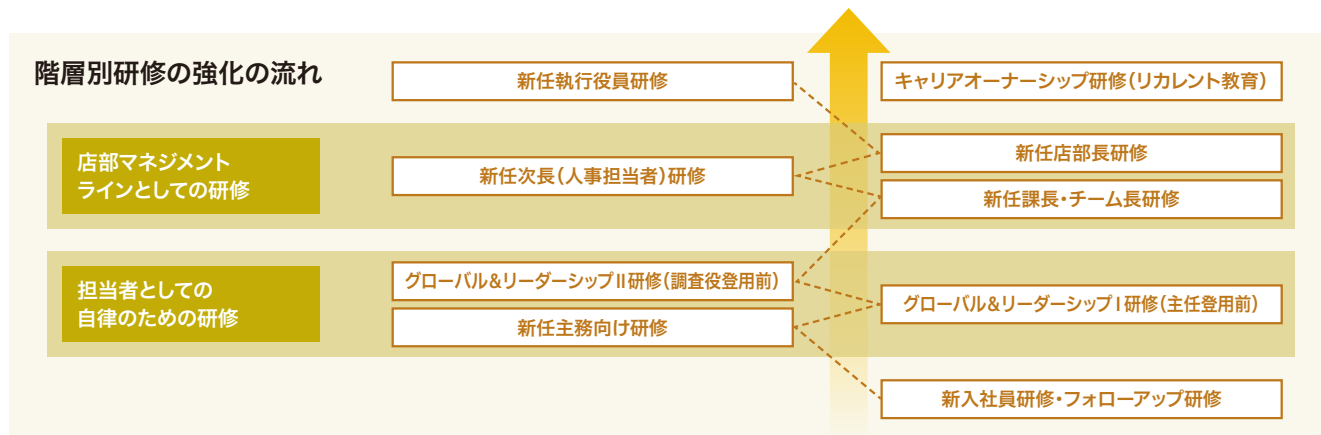 階層別研修の強化の流れ
新任執行役員研修
キャリアオーナーシップ研修(リカレント教育)
店部マネジメント
ラインとしての研修
新任次長(人事担当者)研修
新任店部長研修
新任課長・チーム長研修
担当者としての
自律のための研修
グローバル&リーダーシップⅡ研修(調査役登用前)
新任主務向け研修
グローバル&リーダーシップⅠ研修(主任登用前)
新入社員研修・フォローアップ研修